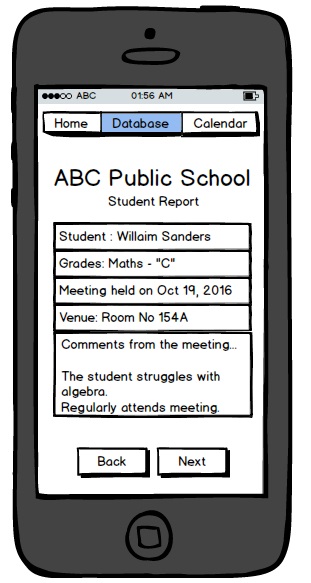 ABC 01:56 AM
Home Database Calendar
ABC Public School
Student Report
Student : Willaim Sanders
Grades: Maths - "C"
Meeting held on Oct 19, 2016
Venue: Room No 154A
Comments from the meeting...
The student struggles with
algebra.
Regularly attends meeting.
Back Next